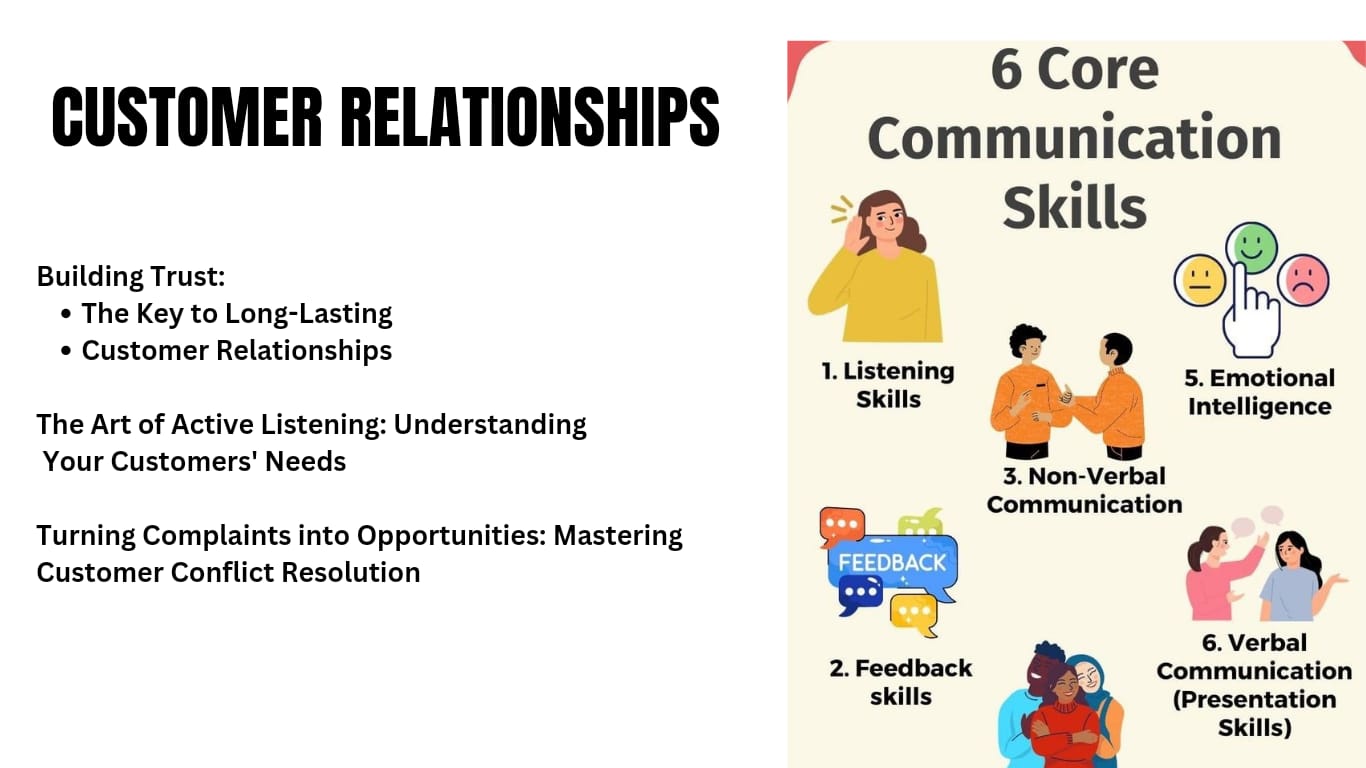 CUSTOMER RELATIONSHIPS
Building Trust:
• The Key to Long-Lasting
• Customer Relationships
The Art of Active Listening: Understanding
Your Customers' Needs
Turning Complaints into Opportunities: Mastering
Customer Conflict Resolution
6 Core
Communication
Skills
1. Listening
Skills
FEEDBACK
2. Feedback
skills
3. Non-Verbal
Communication
5. Emotional
Intelligence
6. Verbal
Communication
(Presentation
Skills)